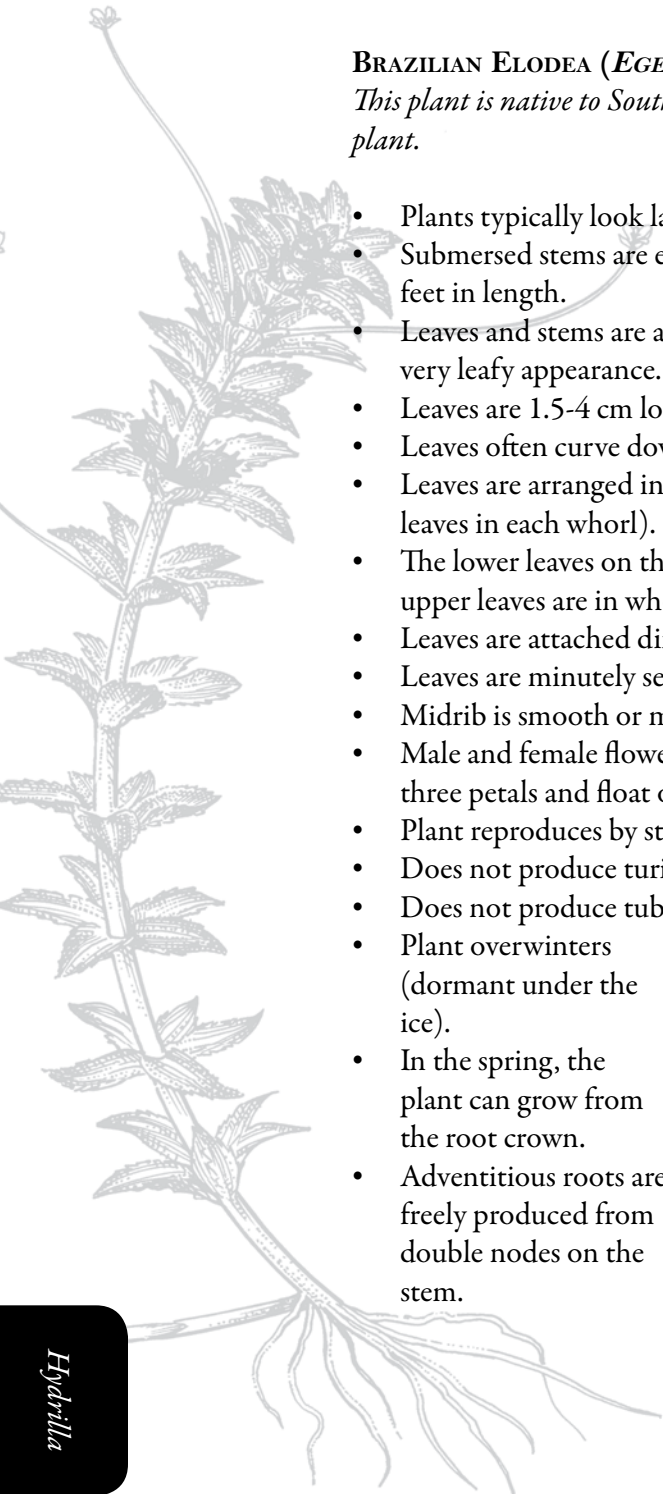 BRAZILIAN ELODEA (EGE
This plant is native to Sout
plant.
• Plants typically look la
• Submersed stems are e
feet in length.
• Leaves and stems are a
very leafy appearance.
• Leaves are 1.5-4 cm lo
• Leaves often curve dov
• Leaves are arranged in
leaves in each whorl).
• The lower leaves on th
upper leaves are in wh
• Leaves are attached di
• Leaves are minutely se
• Midrib is smooth or m
• Male and female flowe
three petals and float o
• Plant reproduces by st
• Does not produce turi
• Does not produce tub
• Plant overwinters
(dormant under the
ice).
• In the spring, the
plant can grow from
the root crown.
• Adventitious roots are
freely produced from
double nodes on the
stem.
Hydrilla